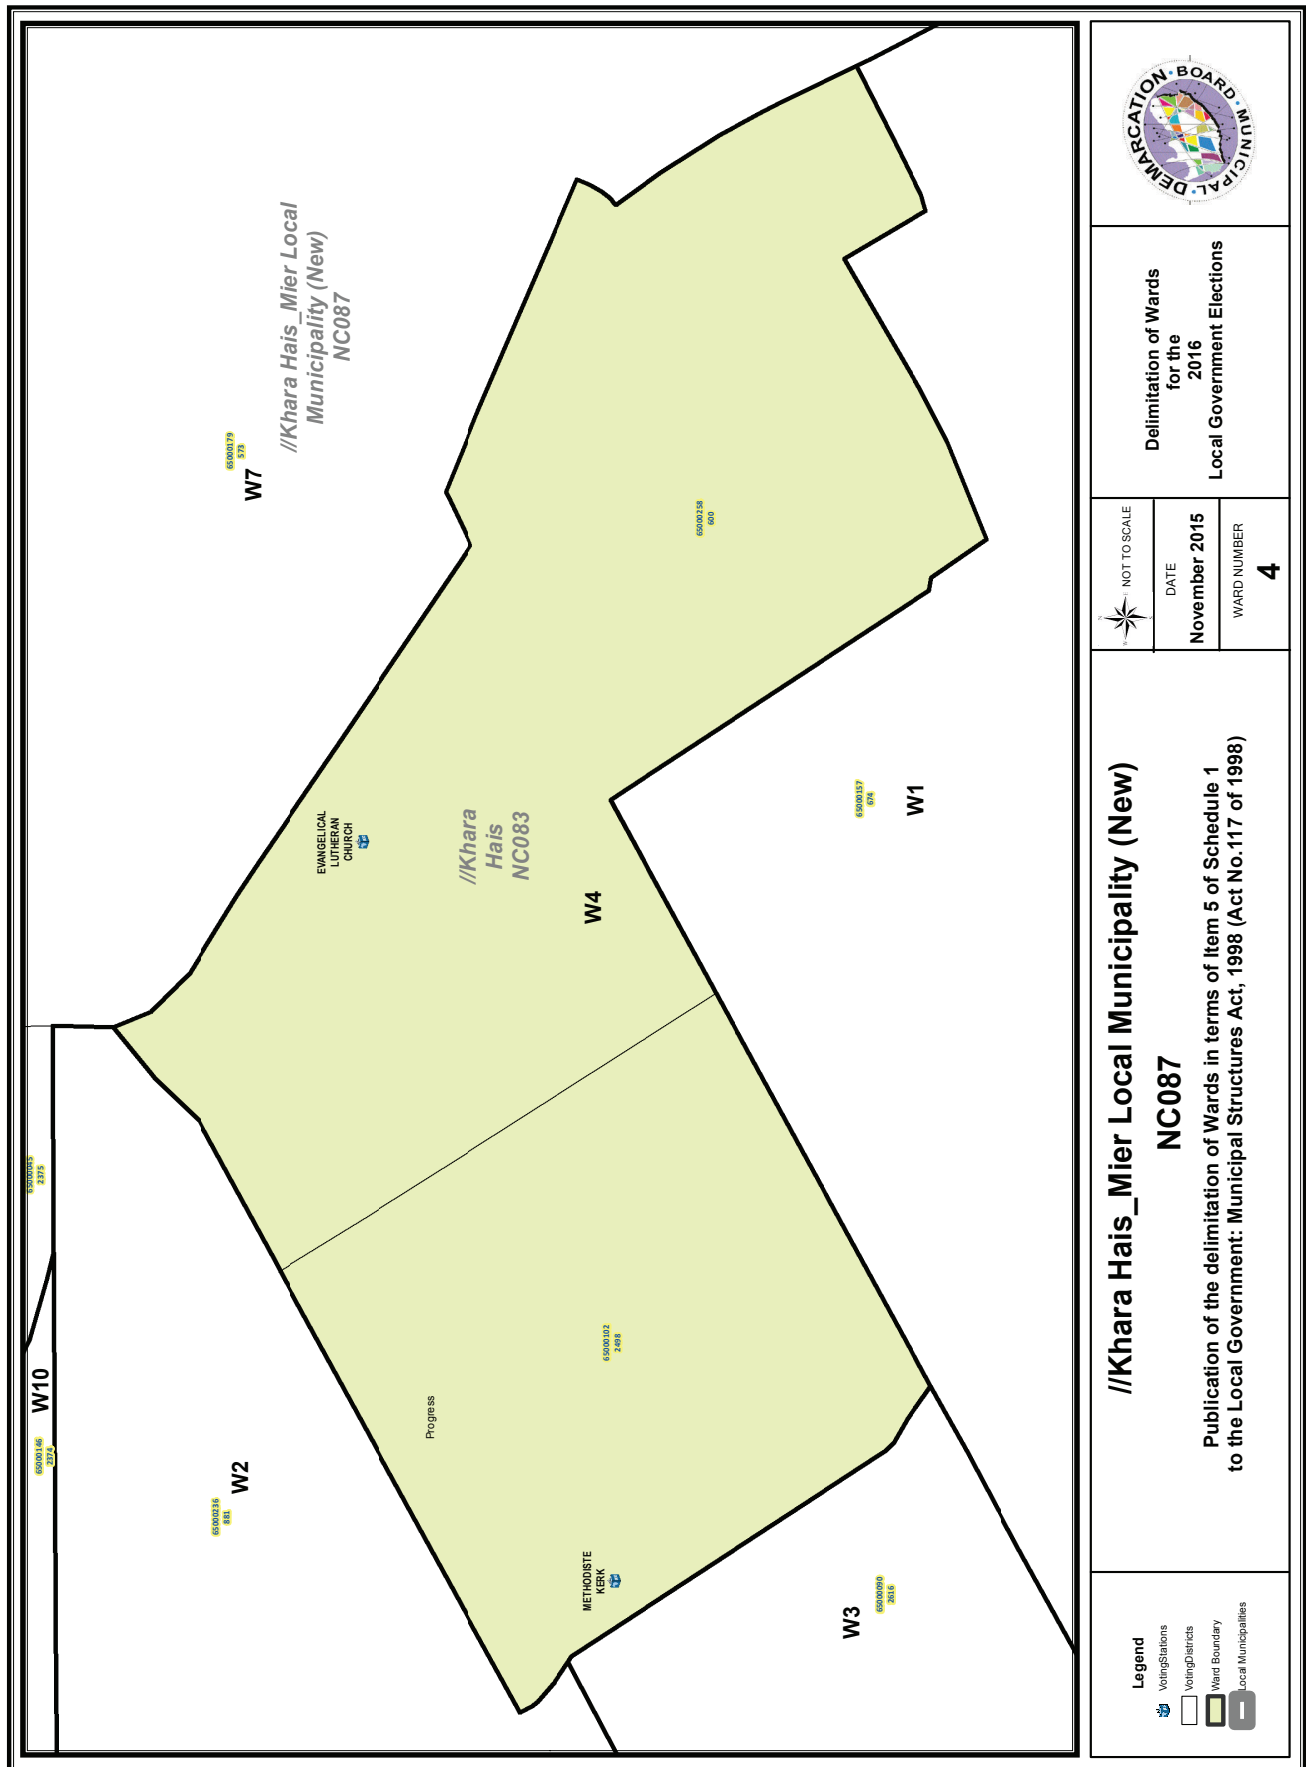 65000045
2375
W10
65000146
2374
65000236
881
W2
65000179
573
W7
//Khara Hais_Mier Local
Municipality (New)
NC087
EVANGELICAL
LUTHERAN
CHURCH
//Khara
Hais
NC083
W4
65000258
600
Progress
65000102
2498
METHODISTE
KERK
W3
65000090
2616
65000157
674
W1
Legend
VotingStations
VotingDistricts
Ward Boundary
Local Municipalities
//Khara Hais_Mier Local Municipality (New)
NC087
Publication of the delimitation of Wards in terms of Item 5 of Schedule 1
to the Local Government: Municipal Structures Act, 1998 (Act No.117 of 1998)
N
W
E
S
NOT TO SCALE
DATE
November 2015
WARD NUMBER
4
Delimitation of Wards
for the
2016
Local Government Elections
MUNICIPAL • DEMARCATION • BOARD •